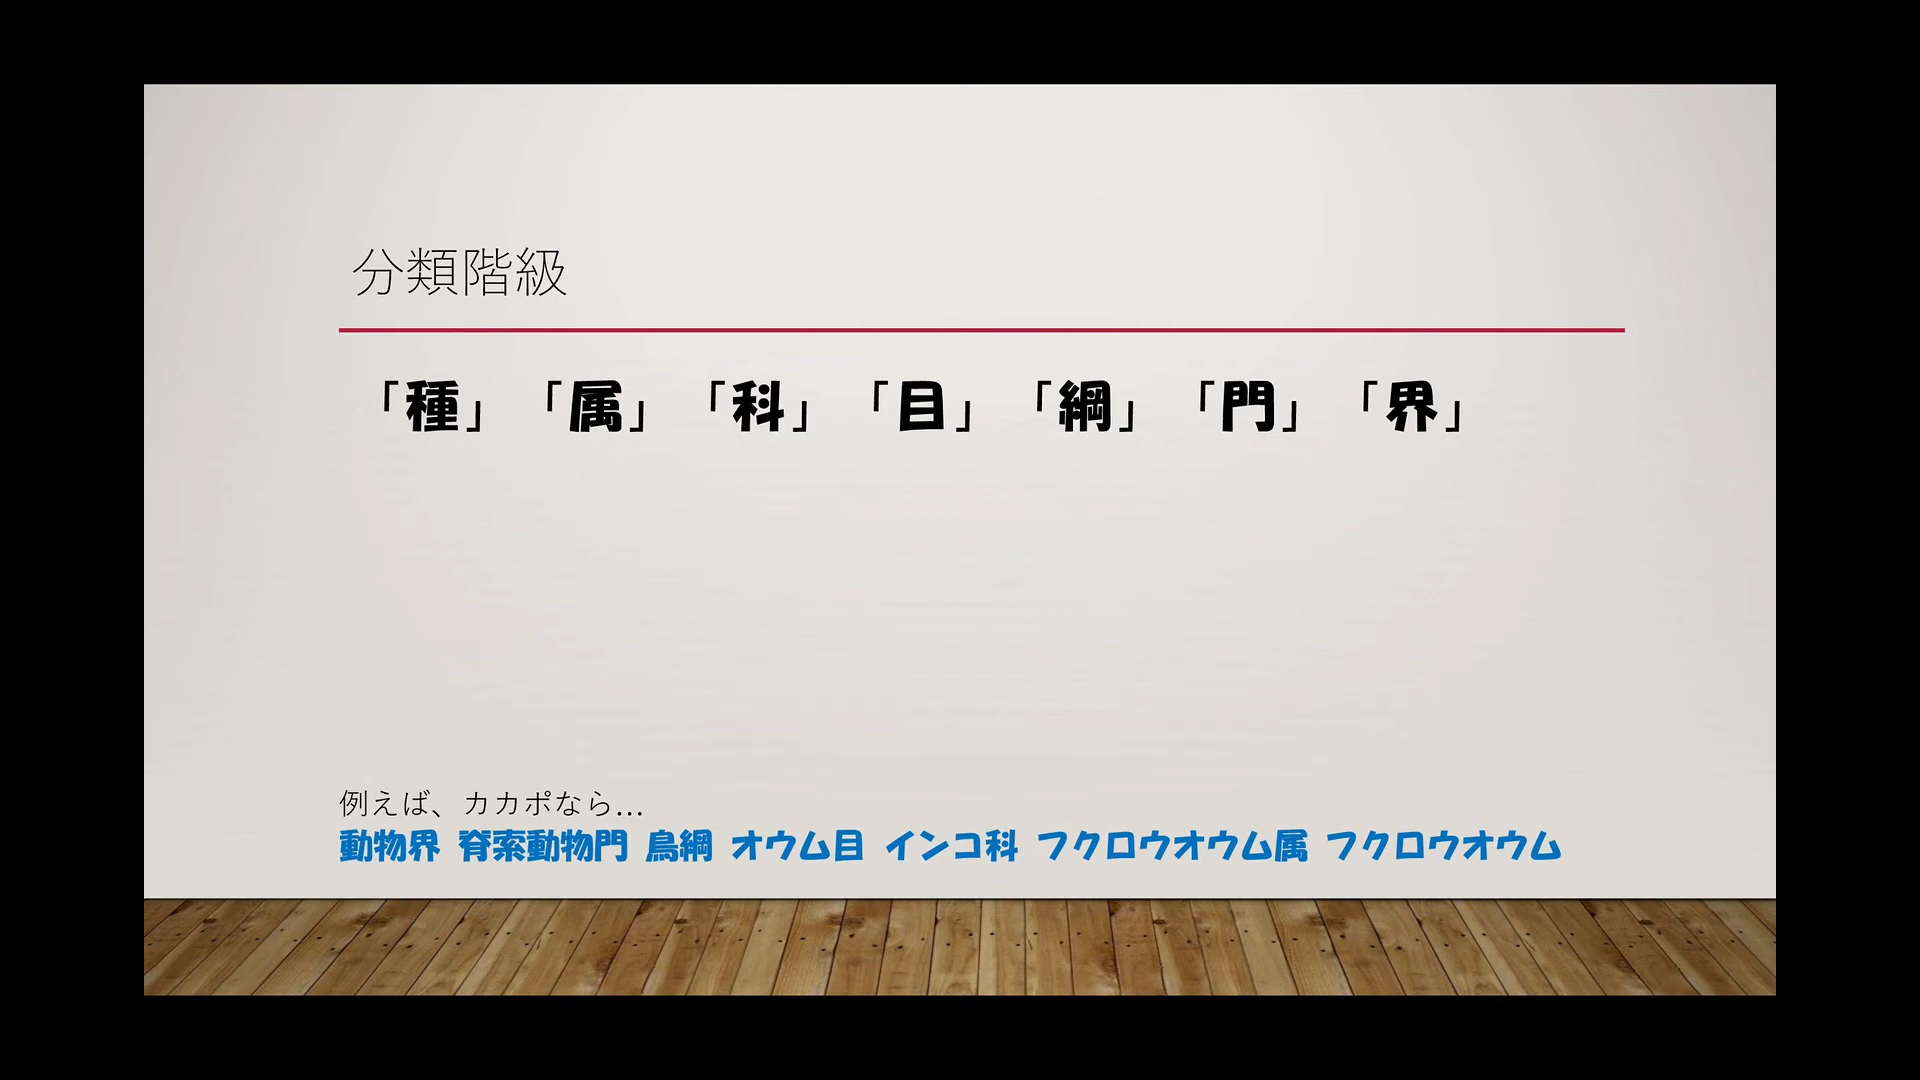 分類階級
「種」「属」「科」「目」「綱」「門」「界」
例えば、カカポなら…
動物界 脊索動物門 鳥綱 オウム目 インコ科 フクロウオウム属 フクロウオウム